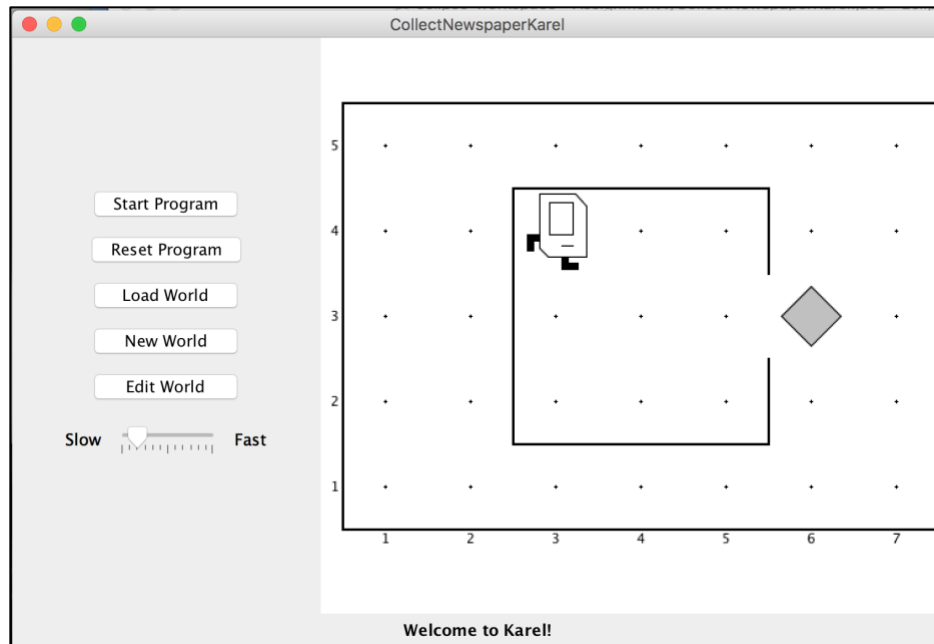 CollectNewspaperKarel
Start Program
Reset Program
Load World
New World
Edit World
Slow Fast
5
4
3
2
1
1 2 3 4 5 6 7
Welcome to Karel!